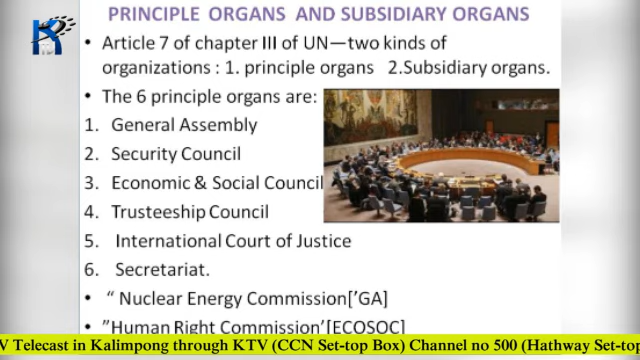 PRINCIPLE ORGANS AND SUBSIDIARY ORGANS
• Article 7 of chapter III of UN—two kinds of
organizations : 1. principle organs 2.Subsidiary organs.
• The 6 principle organs are:
1. General Assembly
2. Security Council
3. Economic & Social Council
4. Trusteeship Council
5. International Court of Justice
6. Secretariat.
• “ Nuclear Energy Commission[’GA]
• ”Human Right Commission’[ECOSOC]
V Telecast in Kalimpong through KTV (CCN Set-top Box) Channel no 500 (Hathway Set-top